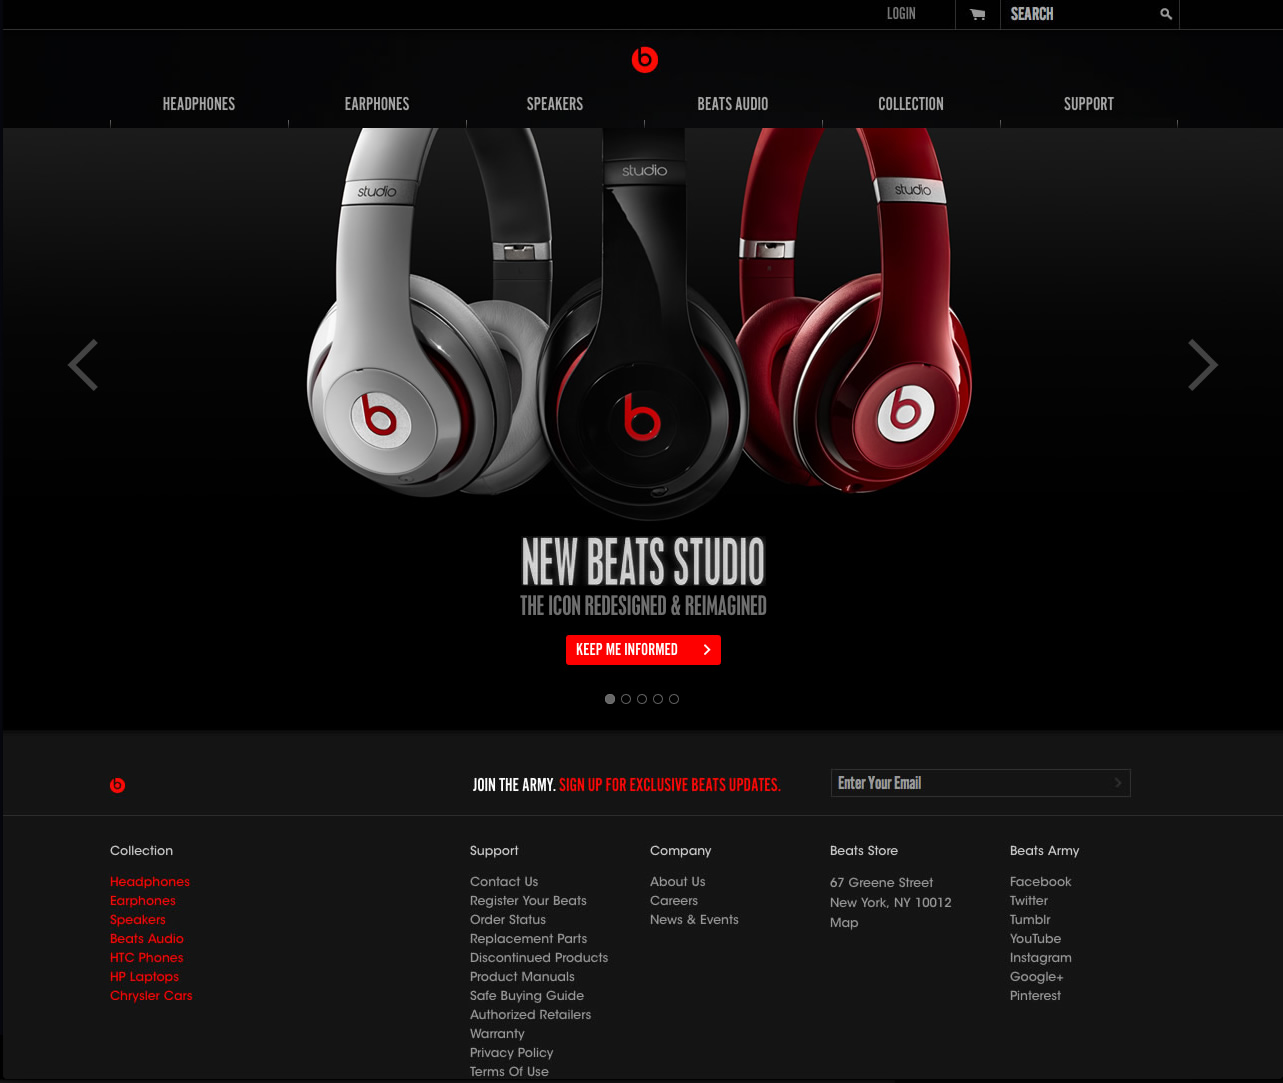 LOGIN
SEARCH
HEADPHONES EARPHONES SPEAKERS BEATS AUDIO COLLECTION SUPPORT
studio studio studio
b b b
NEW BEATS STUDIO
THE ICON REDESIGNED & REIMAGINED
KEEP ME INFORMED
JOIN THE ARMY. SIGN UP FOR EXCLUSIVE BEATS UPDATES.
Enter Your Email
Collection
Headphones
Earphones
Speakers
Beats Audio
HTC Phones
HP Laptops
Chrysler Cars
Support
Contact Us
Register Your Beats
Order Status
Replacement Parts
Discontinued Products
Product Manuals
Safe Buying Guide
Authorized Retailers
Warranty
Privacy Policy
Terms Of Use
Company
About Us
Careers
News & Events
Beats Store
67 Greene Street
New York, NY 10012
Map
Beats Army
Facebook
Twitter
Tumblr
YouTube
Instagram
Google+
Pinterest